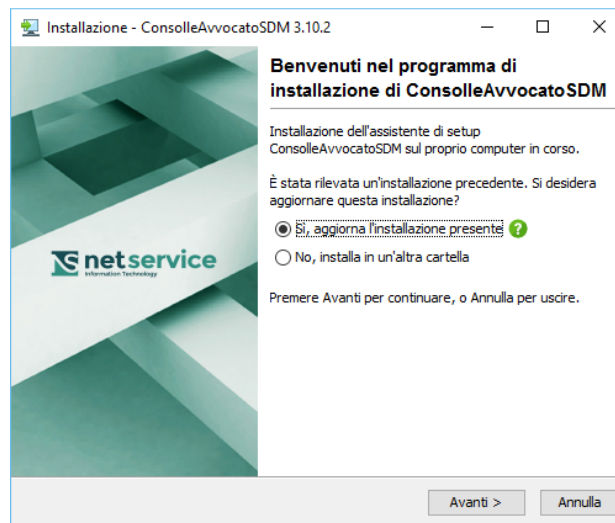 Installazione - ConsolleAvvocatoSDM 3.10.2
Benvenuti nel programma di
installazione di ConsolleAvvocatoSDM
Installazione dell'assistente di setup
ConsolleAvvocatoSDM sul proprio computer in corso.
È stata rilevata un'installazione precedente. Si desidera
aggiornare questa installazione?
Sì, aggiorna l'installazione presente ?
No, installa in un'altra cartella
netservice
Information Technology
Premere Avanti per continuare, o Annulla per uscire.
Avanti > Annulla